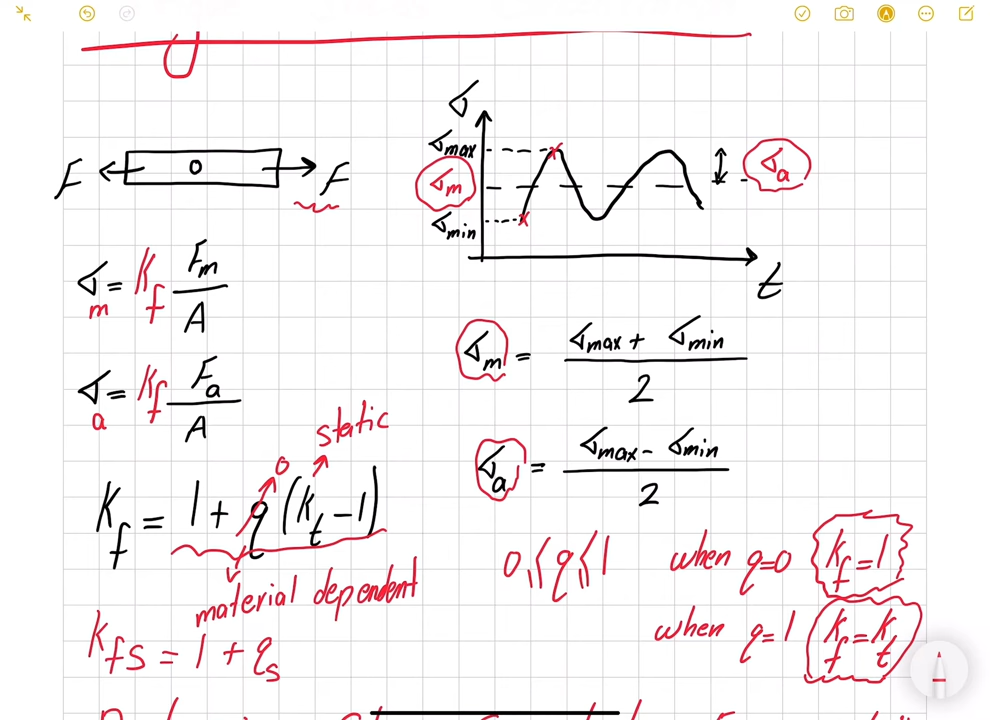 σ
σmax
F F
σm
σa
σmin
t
σm = Kf Fm/A
σm = (σmax + σmin)/2
σa = Kf Fa/A
static
σa = (σmax - σmin)/2
0
Kf = 1 + q (Kt - 1)
0 ≤ q ≤ 1 when q=0 Kf = 1
material dependent
when q=1 Kf = Kt
Kfs = 1 + qs